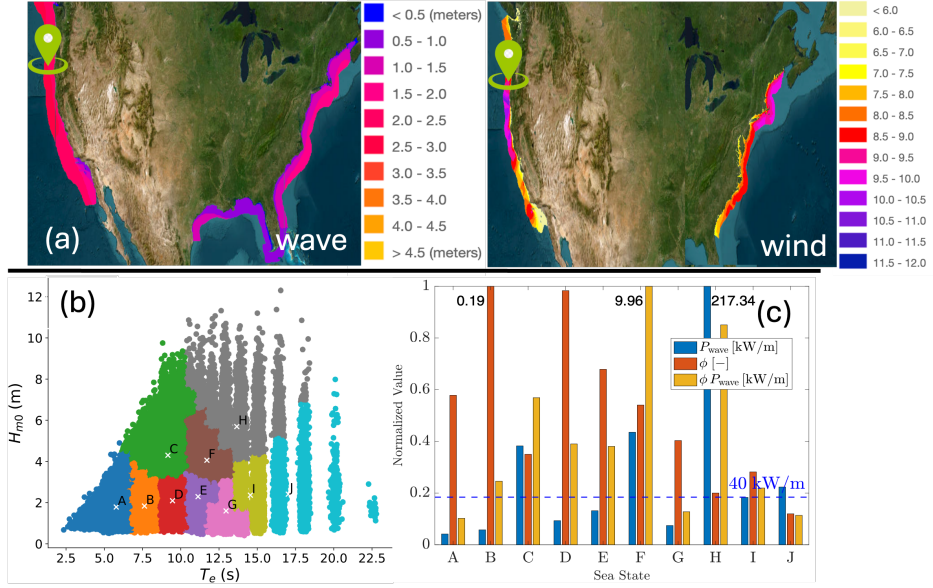 (a)
wave
< 0.5 (meters)
0.5 - 1.0
1.0 - 1.5
1.5 - 2.0
2.0 - 2.5
2.5 - 3.0
3.0 - 3.5
3.5 - 4.0
4.0 - 4.5
> 4.5 (meters)
wind
< 6.0
6.0 - 6.5
6.5 - 7.0
7.0 - 7.5
7.5 - 8.0
8.0 - 8.5
8.5 - 9.0
9.0 - 9.5
9.5 - 10.0
10.0 - 10.5
10.5 - 11.0
11.0 - 11.5
11.5 - 12.0
(b)
H_{m0} (m)
12
10
8
6
4
2
0
A
B
C
D
E
F
G
H
I
J
2.5 5.0 7.5 10.0 12.5 15.0 17.5 20.0 22.5
T_e (s)
(c)
Normalized Value
1
0.8
0.6
0.4
0.2
0
0.19
9.96
217.34
P_wave [kW/m]
ϕ [−]
ϕ P_wave [kW/m]
40 kW/m
A B C D E F G H I J
Sea State